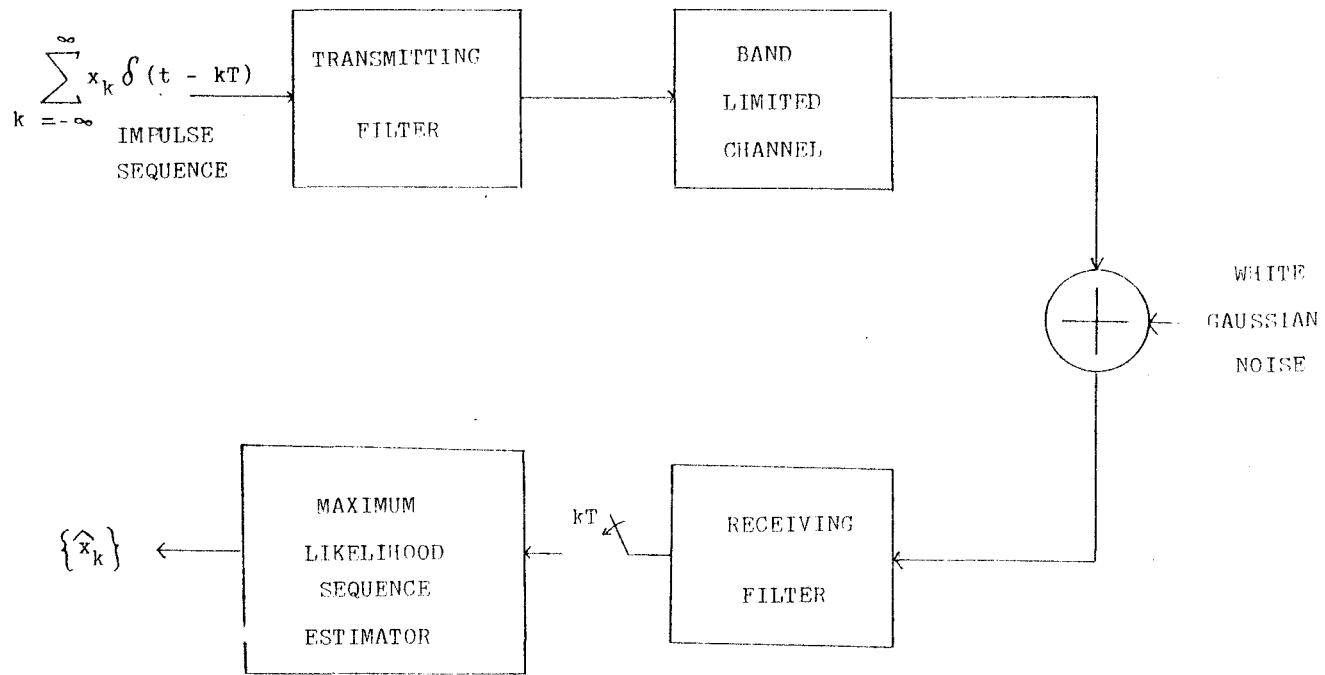 ∞
∑ x_k δ(t - kT)
k = -∞
IMPULSE
SEQUENCE
TRANSMITTING
FILTER
BAND
LIMITED
CHANNEL
WHITE
GAUSSIAN
NOISE
RECEIVING
FILTER
kT
MAXIMUM
LIKELIHOOD
SEQUENCE
ESTIMATOR
{x̂_k}